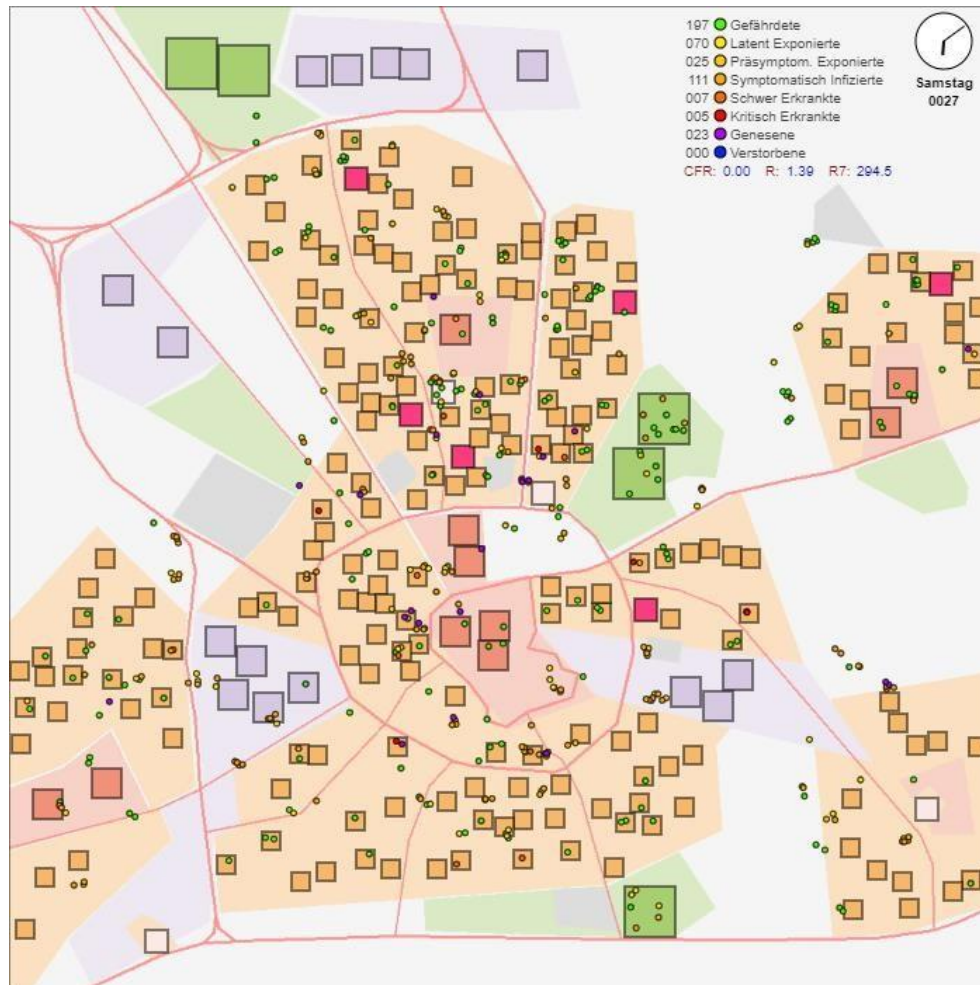 197 Gefährdete
070 Latent Exponierte
025 Präsymptom. Exponierte
111 Symptomatisch Infizierte
007 Schwer Erkrankte
005 Kritisch Erkrankte
023 Genesene
000 Verstorbene
CFR: 0.00 R: 1.39 R7: 294.5
Samstag
0027